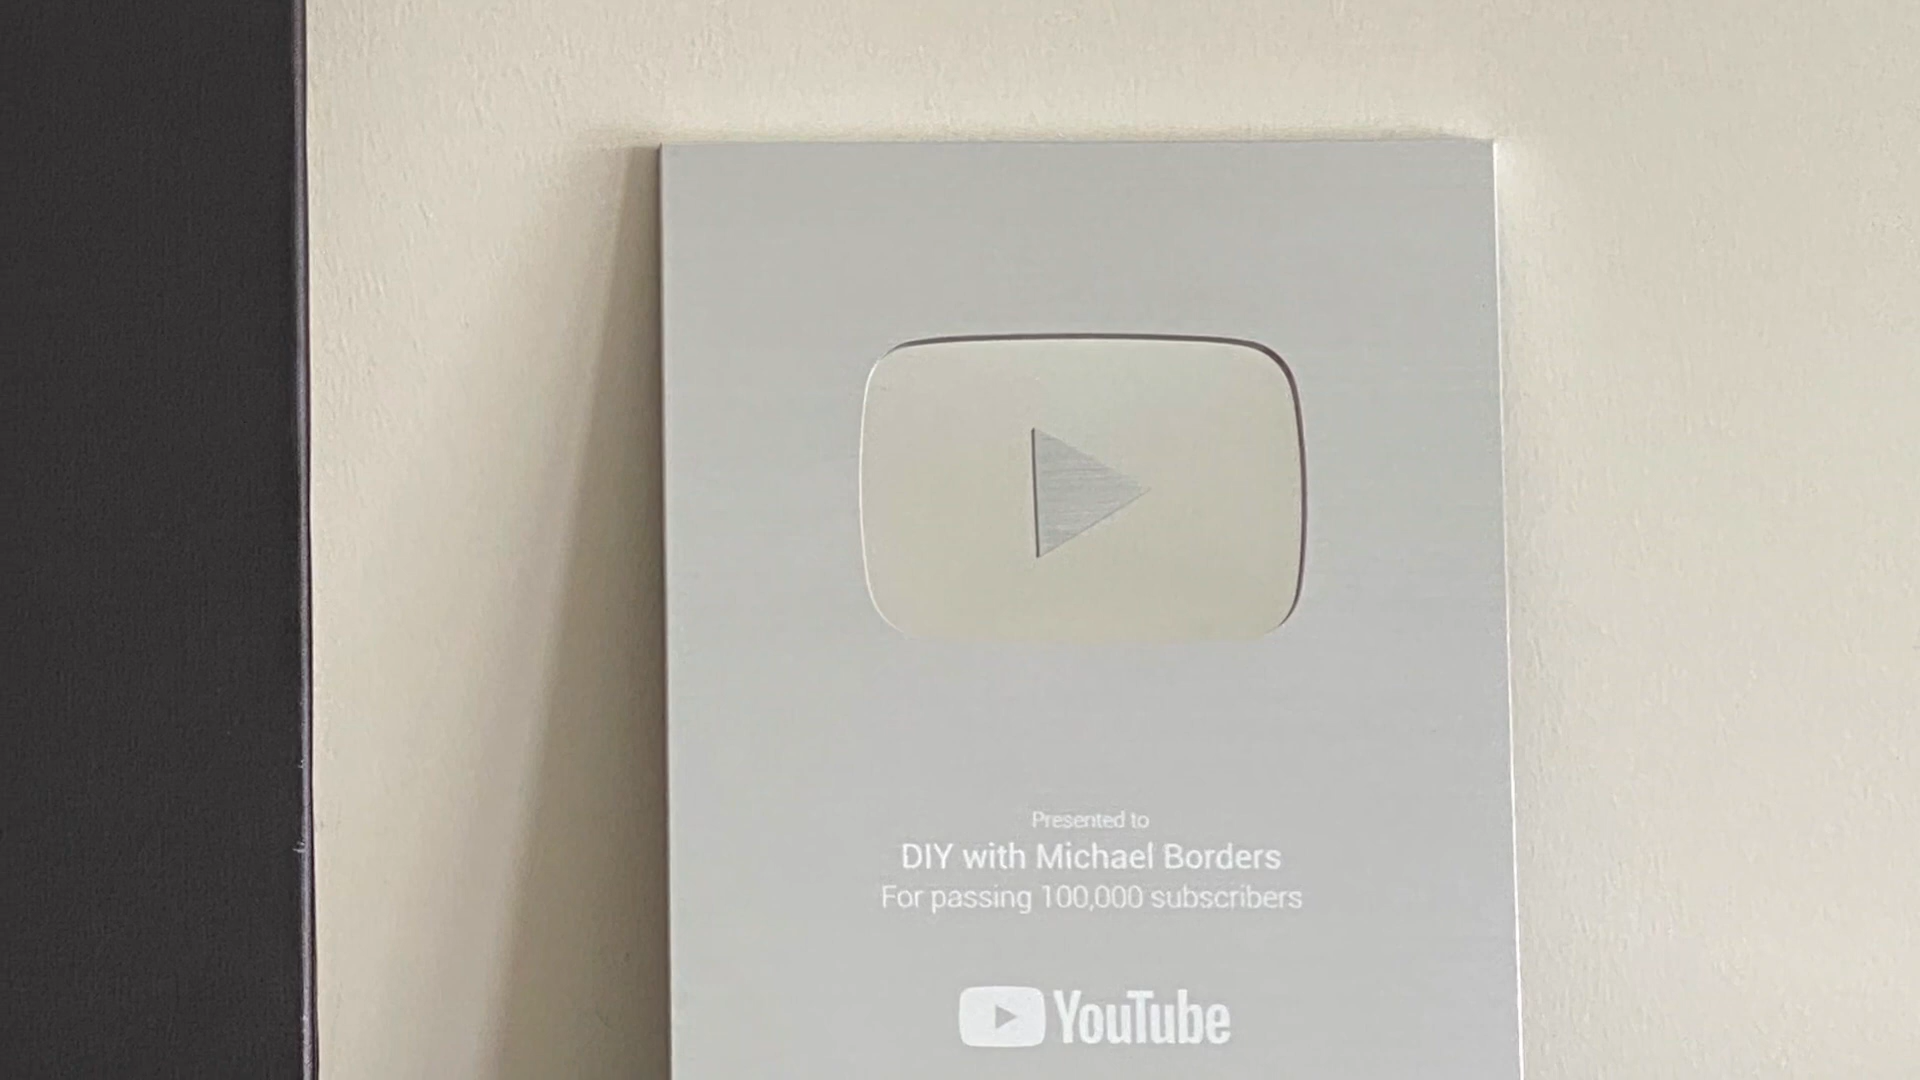 Presented to
DIY with Michael Borders
For passing 100,000 subscribers
YouTube